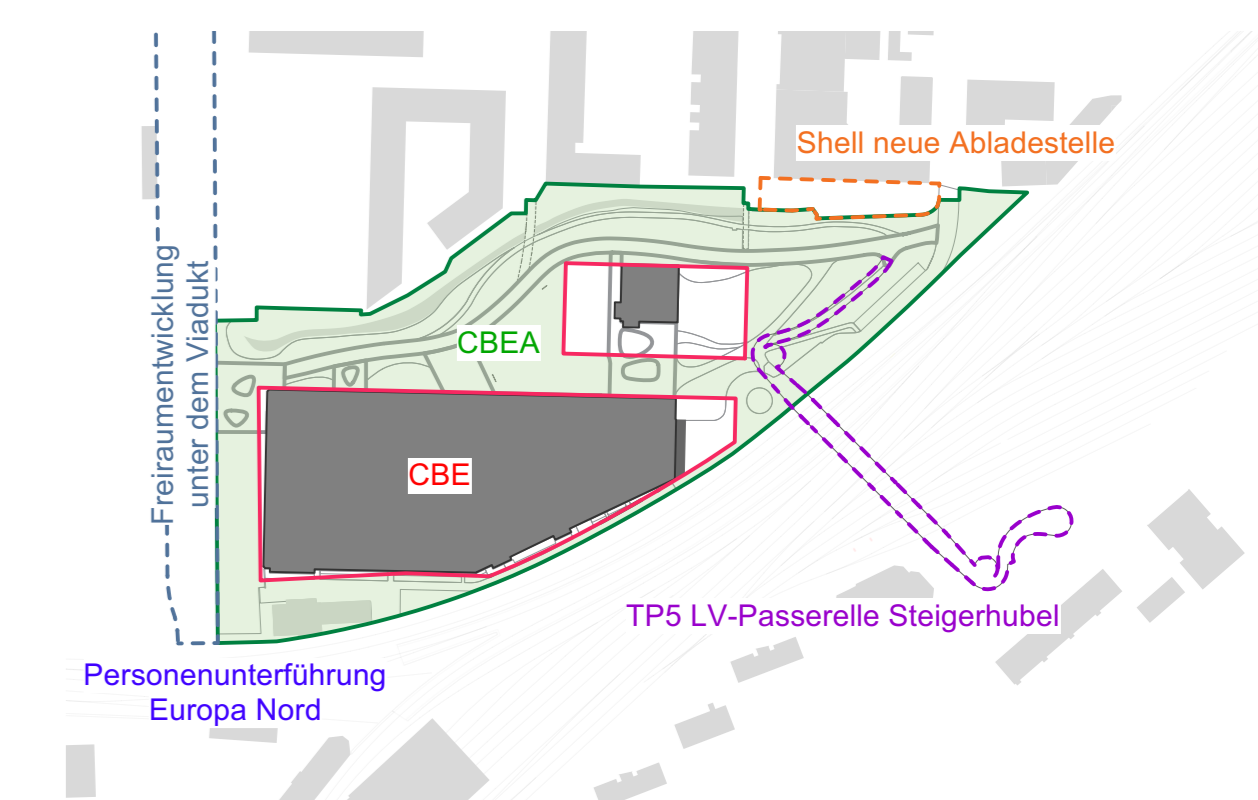 Shell neue Abladestelle
Freiraumentwicklung
unter dem Viadukt
CBEA
CBE
TP5 LV-Passerelle Steigerhubel
Personenunterführung
Europa Nord